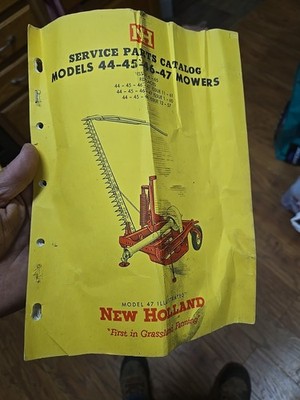 NH
SERVICE PARTS CATALOG
MODELS 44-45-46-47 MOWERS
MODEL 47 ILLUSTRATED
NEW HOLLAND
"First in Grassland Farming"